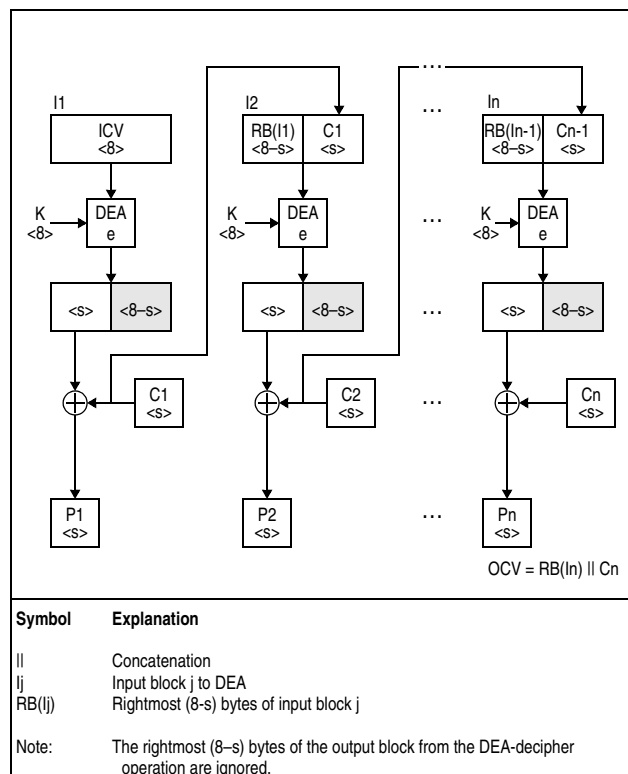 ...
I1 I2 ... In
ICV RB(I1) C1 RB(In-1) Cn-1
<8> <8–s> <s> <8–s> <s>
K DEA K DEA ... K DEA
<8> e <8> e <8> e
<s> <8–s> <s> <8–s> ... <s> <8–s>
C1 C2 ... Cn
<s> <s> <s>
P1 P2 ... Pn
<s> <s> <s>
OCV = RB(In) || Cn
Symbol Explanation
|| Concatenation
Ij Input block j to DEA
RB(Ij) Rightmost (8-s) bytes of input block j
Note: The rightmost (8–s) bytes of the output block from the DEA-decipher
operation are ignored.